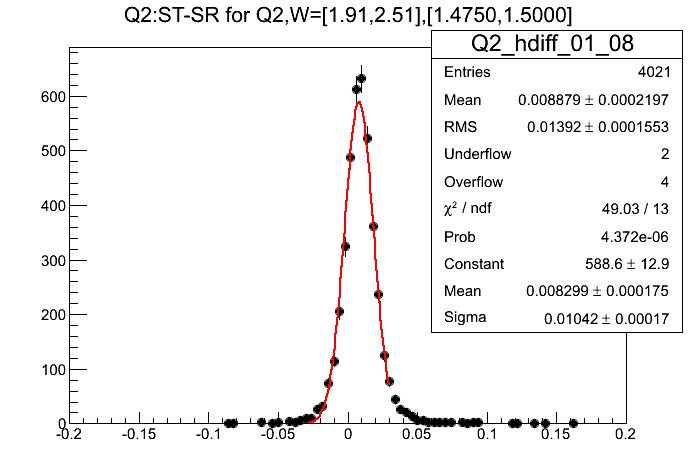 Q2:ST-SR for Q2,W=[1.91,2.51],[1.4750,1.5000]
Q2_hdiff_01_08
Entries 4021
Mean 0.008879 ± 0.0002197
RMS 0.01392 ± 0.0001553
Underflow 2
Overflow 4
χ² / ndf 49.03 / 13
Prob 4.372e-06
Constant 588.6 ± 12.9
Mean 0.008299 ± 0.000175
Sigma 0.01042 ± 0.00017
600
500
400
300
200
100
0
-0.2 -0.15 -0.1 -0.05 0 0.05 0.1 0.15 0.2